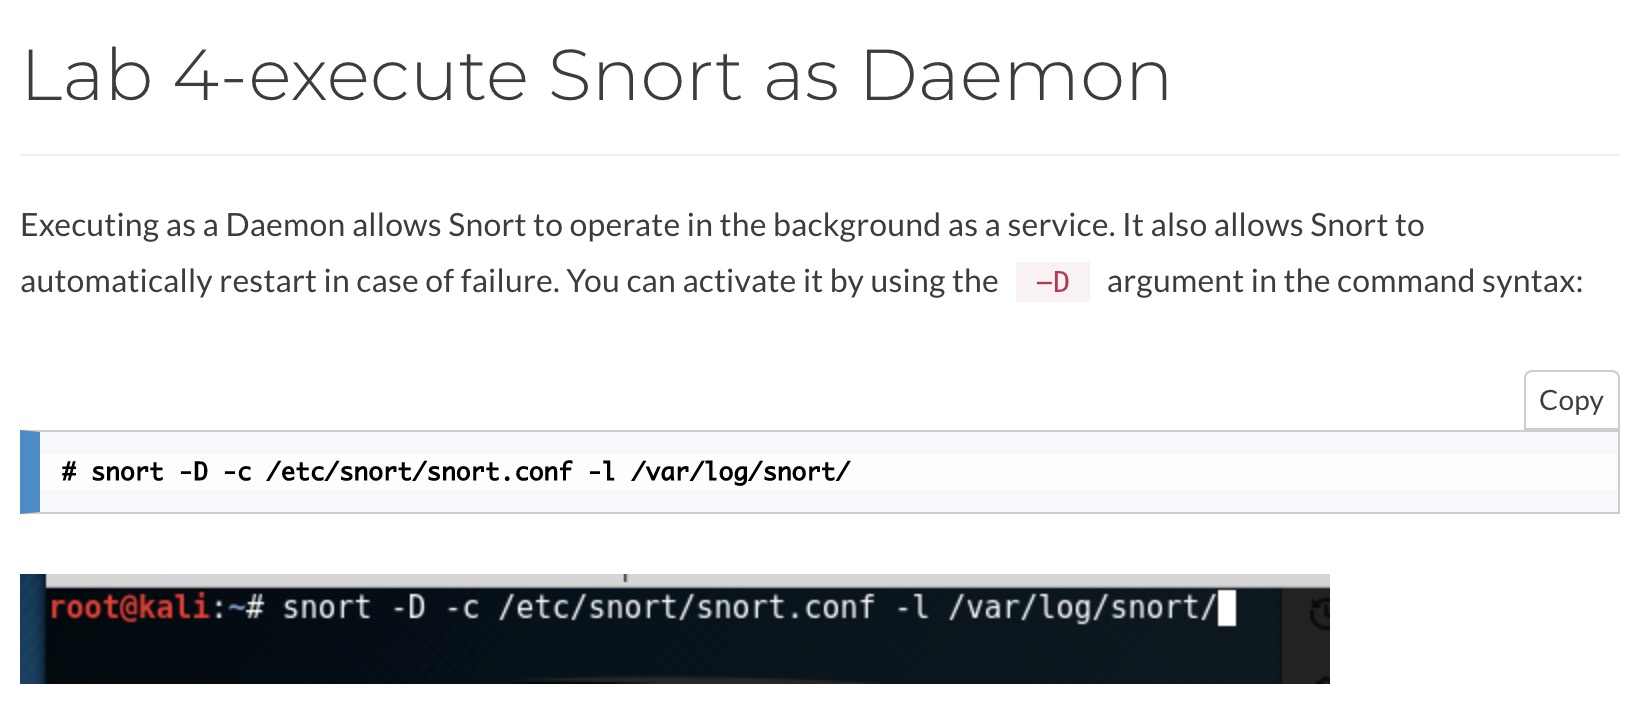 Lab 4-execute Snort as Daemon
Executing as a Daemon allows Snort to operate in the background as a service. It also allows Snort to
automatically restart in case of failure. You can activate it by using the –D argument in the command syntax:
Copy
# snort -D -c /etc/snort/snort.conf -l /var/log/snort/
root@kali:~# snort -D -c /etc/snort/snort.conf -l /var/log/snort/